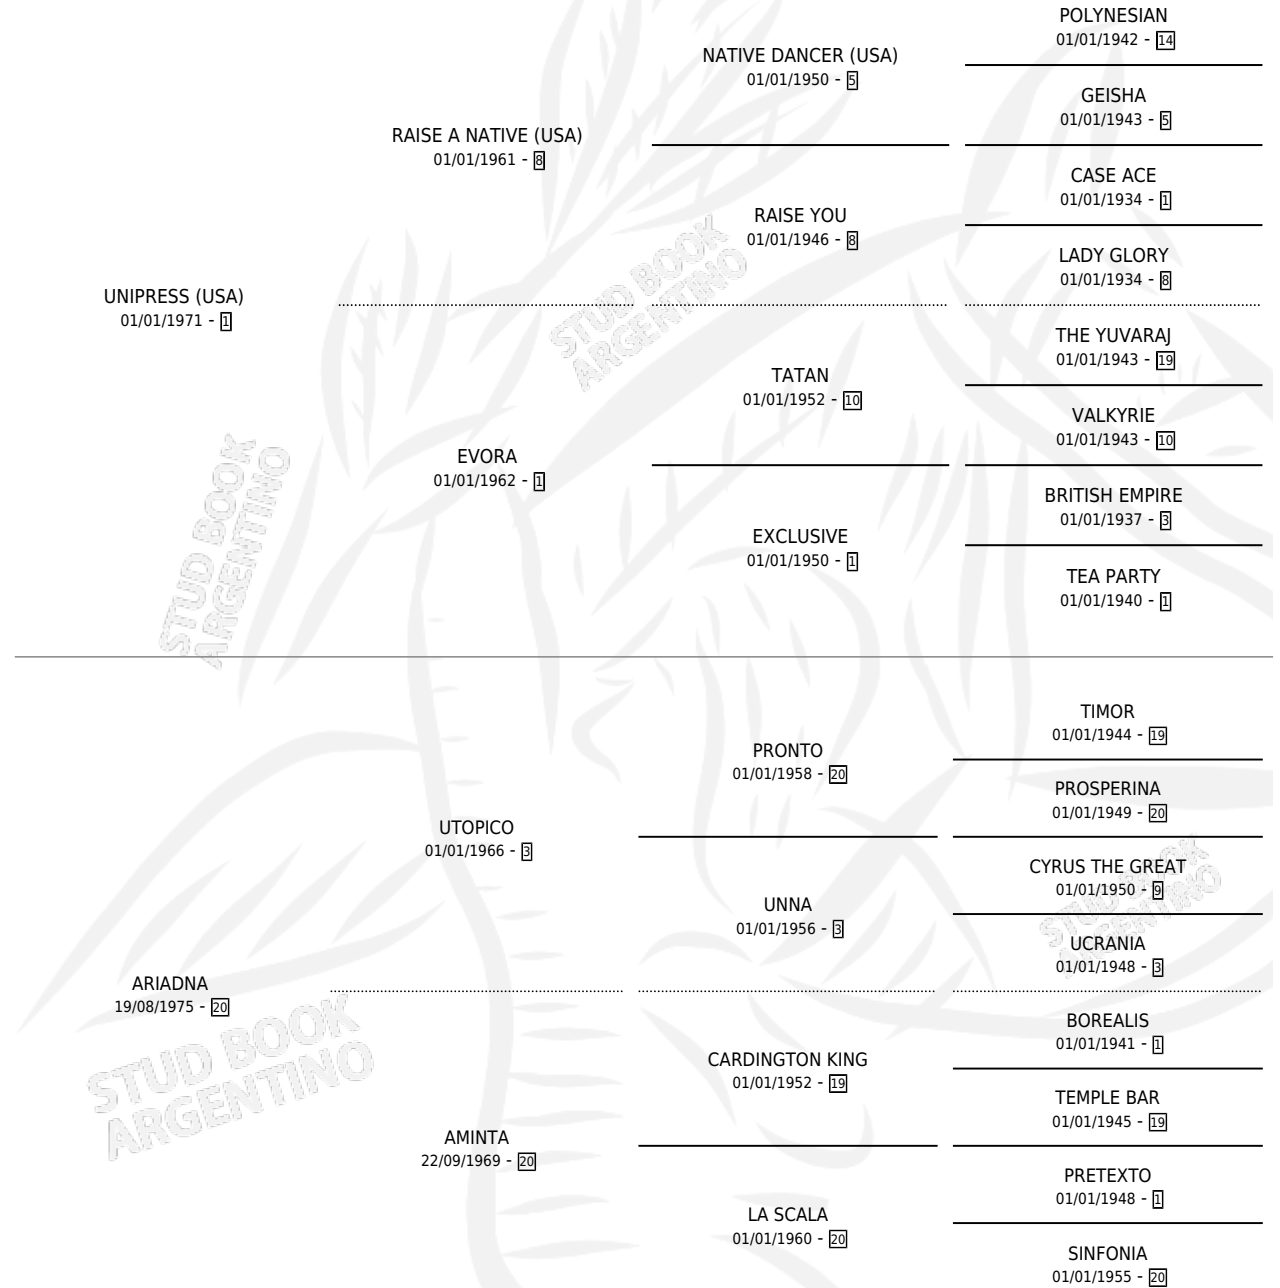 POLYNESIAN
01/01/1942 - 14
NATIVE DANCER (USA)
01/01/1950 - 5
GEISHA
01/01/1943 - 5
RAISE A NATIVE (USA)
01/01/1961 - 8
CASE ACE
01/01/1934 - 1
RAISE YOU
01/01/1946 - 8
LADY GLORY
01/01/1934 - 8
UNIPRESS (USA)
01/01/1971 - 1
STUD BOOK
ARGENTINO
THE YUVARAJ
01/01/1943 - 19
TATAN
01/01/1952 - 10
VALKYRIE
01/01/1943 - 10
EVORA
01/01/1962 - 1
BRITISH EMPIRE
01/01/1937 - 3
EXCLUSIVE
01/01/1950 - 1
TEA PARTY
01/01/1940 - 1
STUD BOOK
ARGENTINO
TIMOR
01/01/1944 - 19
PRONTO
01/01/1958 - 20
PROSPERINA
01/01/1949 - 20
UTOPICO
01/01/1966 - 3
CYRUS THE GREAT
01/01/1950 - 9
UNNA
01/01/1956 - 3
STUD BOOK
ARGENTINO
UCRANIA
01/01/1948 - 3
ARIADNA
19/08/1975 - 20
BOREALIS
01/01/1941 - 1
CARDINGTON KING
01/01/1952 - 19
STUD BOOK
ARGENTINO
TEMPLE BAR
01/01/1945 - 19
AMINTA
22/09/1969 - 20
PRETEXTO
01/01/1948 - 1
LA SCALA
01/01/1960 - 20
SINFONIA
01/01/1955 - 20